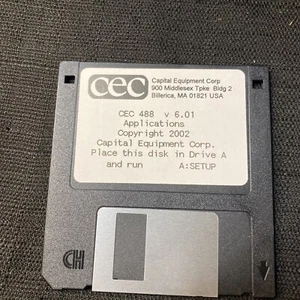 cec
Capital Equipment Corp
900 Middlesex Tpke Bldg 2
Billerica, MA 01821 USA
CEC 488 v 6.01
Applications
Copyright 2002
Capital Equipment Corp.
Place this disk in Drive A
and run A:SETUP
CH